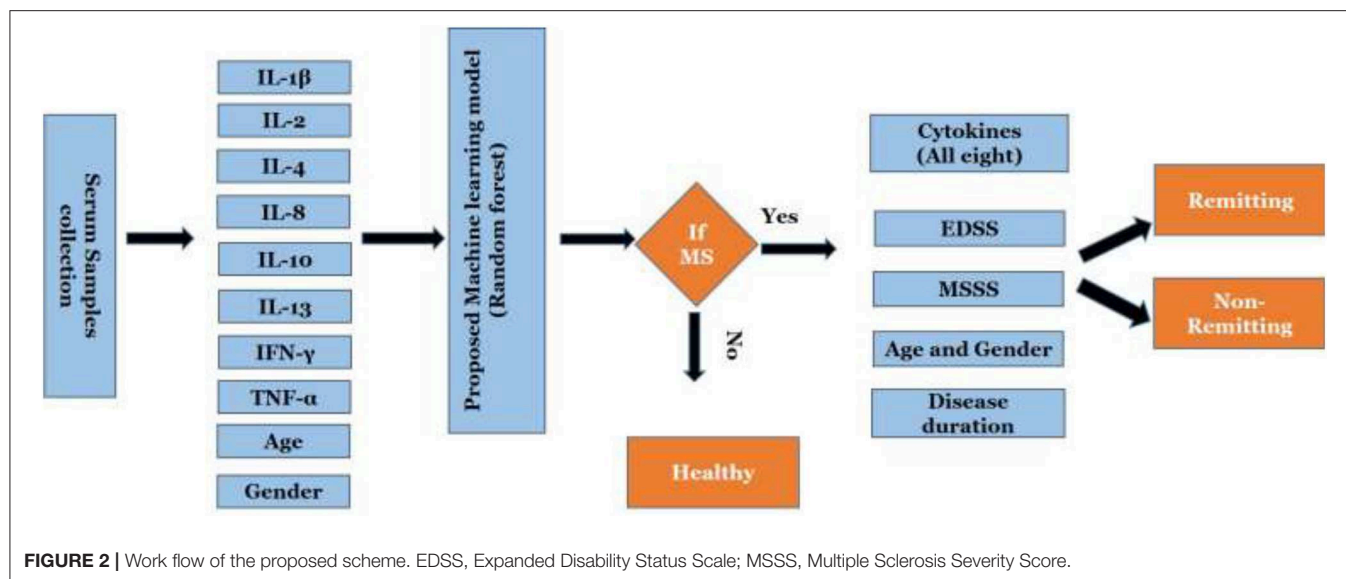 Serum Samples
collection
IL-1β
IL-2
IL-4
IL-8
IL-10
IL-13
IFN-γ
TNF-α
Age
Gender
Proposed Machine learning model
(Random forest)
If
MS
Yes
No
Healthy
Cytokines
(All eight)
EDSS
MSSS
Age and Gender
Disease
duration
Remitting
Non-
Remitting
FIGURE 2 | Work flow of the proposed scheme. EDSS, Expanded Disability Status Scale; MSSS, Multiple Sclerosis Severity Score.